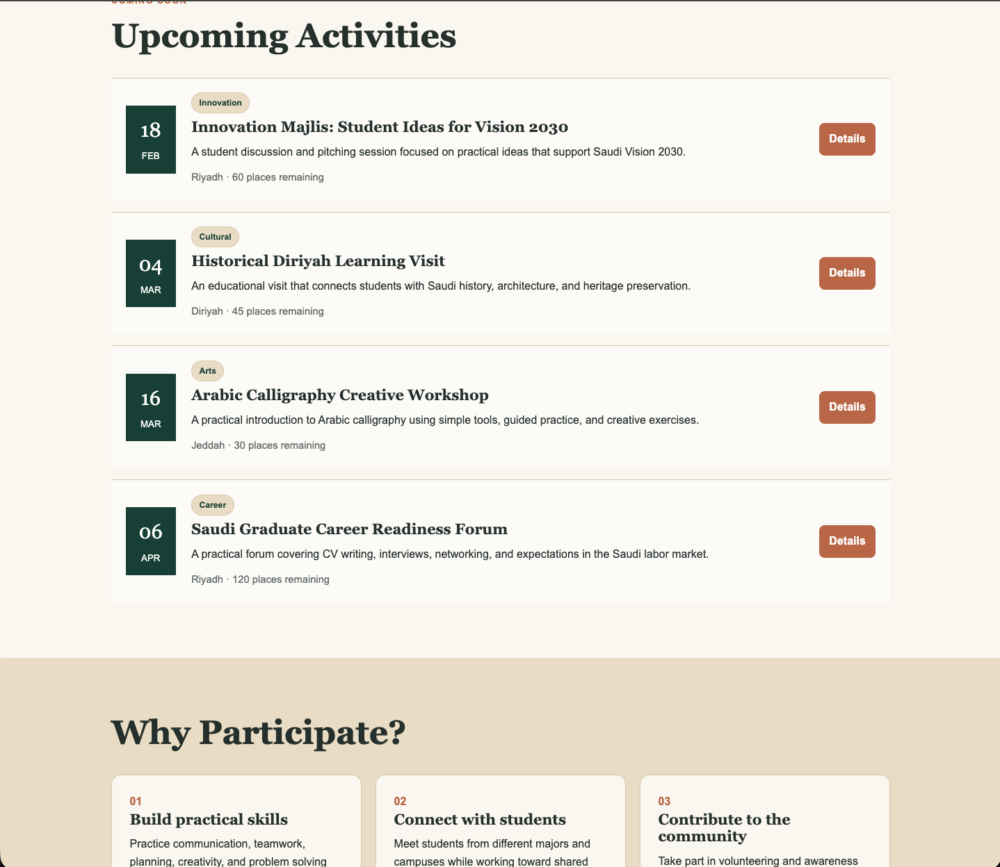 COMING SOON
Upcoming Activities
18
FEB
Innovation
Innovation Majlis: Student Ideas for Vision 2030
A student discussion and pitching session focused on practical ideas that support Saudi Vision 2030.
Riyadh · 60 places remaining
Details
04
MAR
Cultural
Historical Diriyah Learning Visit
An educational visit that connects students with Saudi history, architecture, and heritage preservation.
Diriyah · 45 places remaining
Details
16
MAR
Arts
Arabic Calligraphy Creative Workshop
A practical introduction to Arabic calligraphy using simple tools, guided practice, and creative exercises.
Jeddah · 30 places remaining
Details
06
APR
Career
Saudi Graduate Career Readiness Forum
A practical forum covering CV writing, interviews, networking, and expectations in the Saudi labor market.
Riyadh · 120 places remaining
Details
Why Participate?
01
Build practical skills
Practice communication, teamwork,
planning, creativity, and problem solving
02
Connect with students
Meet students from different majors and
campuses while working toward shared
03
Contribute to the
community
Take part in volunteering and awareness